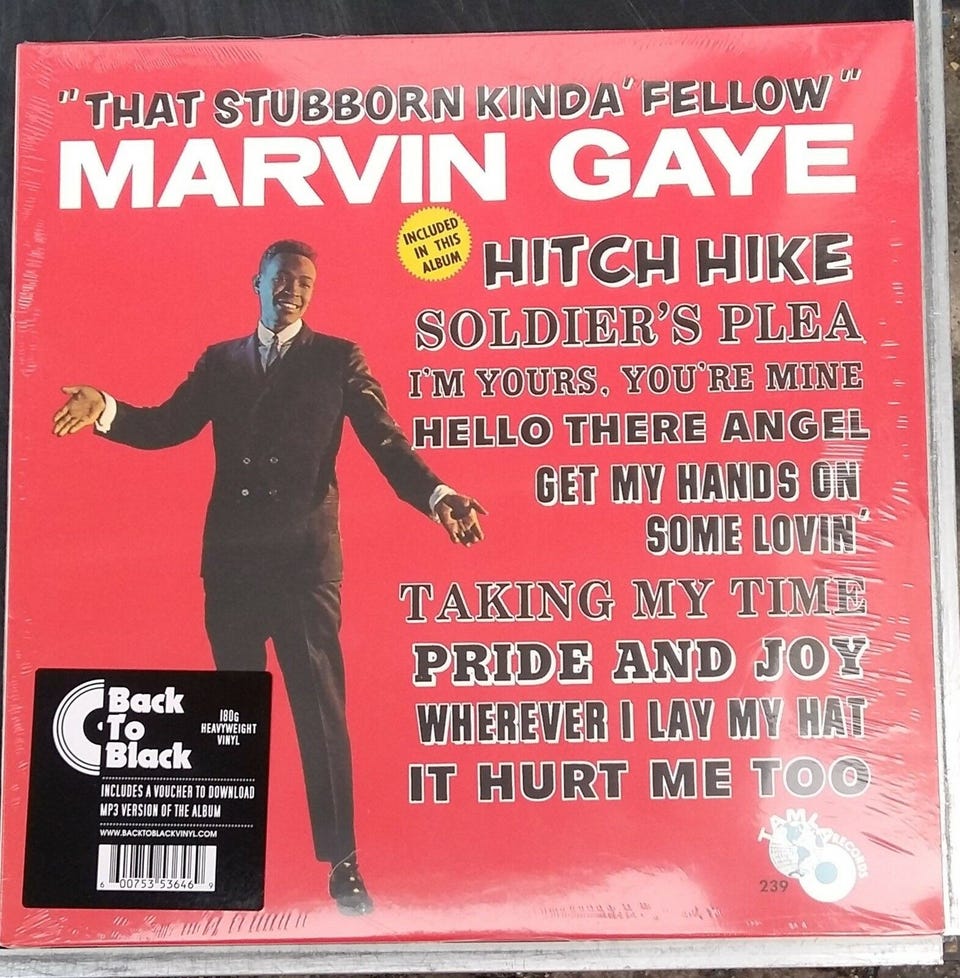 "THAT STUBBORN KINDA' FELLOW"
MARVIN GAYE
INCLUDED
IN THIS
ALBUM
HITCH HIKE
SOLDIER'S PLEA
I'M YOURS, YOU'RE MINE
HELLO THERE ANGEL
GET MY HANDS ON
SOME LOVIN'
TAKING MY TIME
PRIDE AND JOY
WHEREVER I LAY MY HAT
IT HURT ME TOO
TAMLA RECORDS
239
Back
To
Black
180G
HEAVYWEIGHT
VINYL
INCLUDES A VOUCHER TO DOWNLOAD
MP3 VERSION OF THE ALBUM
WWW.BACKTOBLACKVINYL.COM
6 00753 53646 9